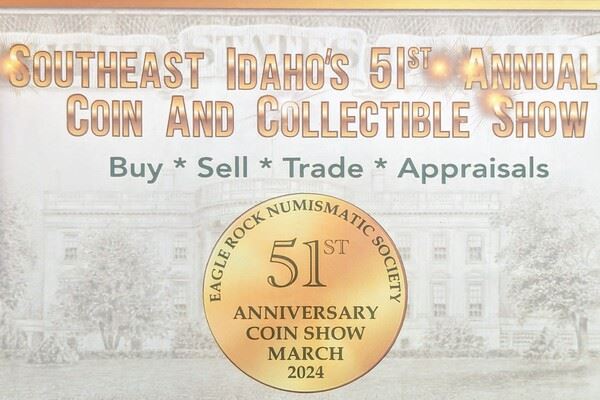 SOUTHEAST IDAHO'S 51ST ANNUAL
COIN AND COLLECTIBLE SHOW
Buy * Sell * Trade * Appraisals
EAGLE ROCK NUMISMATIC SOCIETY
51ST
ANNIVERSARY
COIN SHOW
MARCH
2024